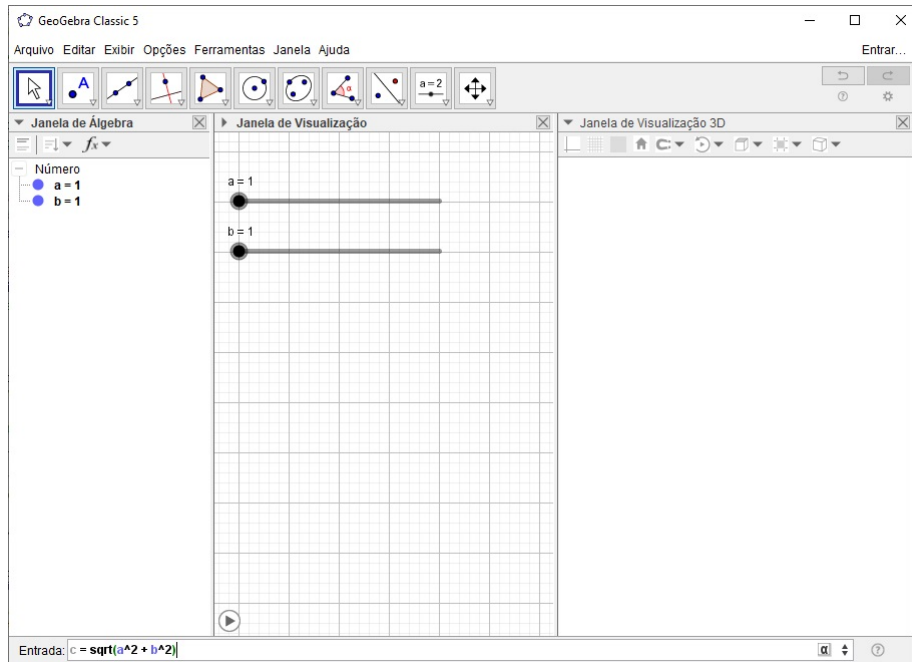 GeoGebra Classic 5
Arquivo Editar Exibir Opções Ferramentas Janela Ajuda Entrar...
A α a = 2
Janela de Álgebra Janela de Visualização Janela de Visualização 3D
fx
Número
a = 1
b = 1
a = 1
b = 1
Entrada: c = sqrt(a^2 + b^2) α